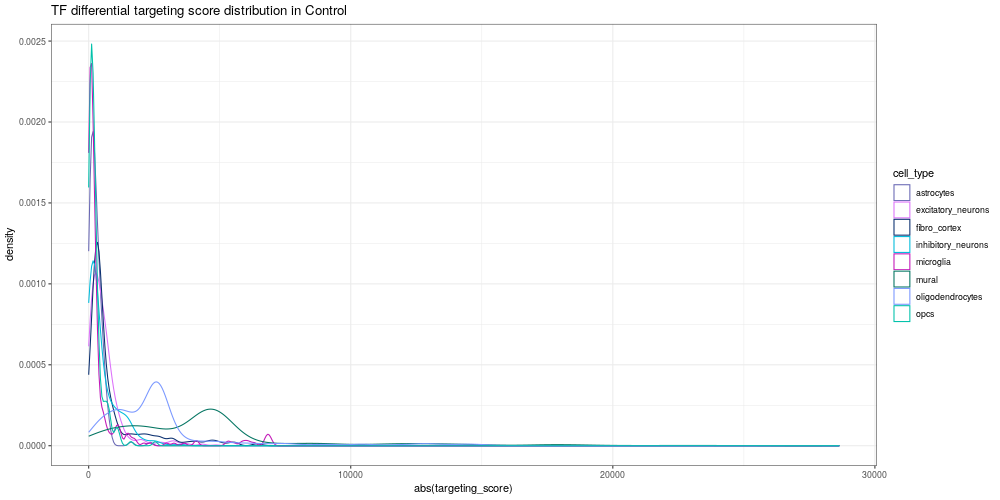 TF differential targeting score distribution in Control
0.0025
0.0020
0.0015
0.0010
0.0005
0.0000
density
0
10000
20000
30000
abs(targeting_score)
cell_type
astrocytes
excitatory_neurons
fibro_cortex
inhibitory_neurons
microglia
mural
oligodendrocytes
opcs